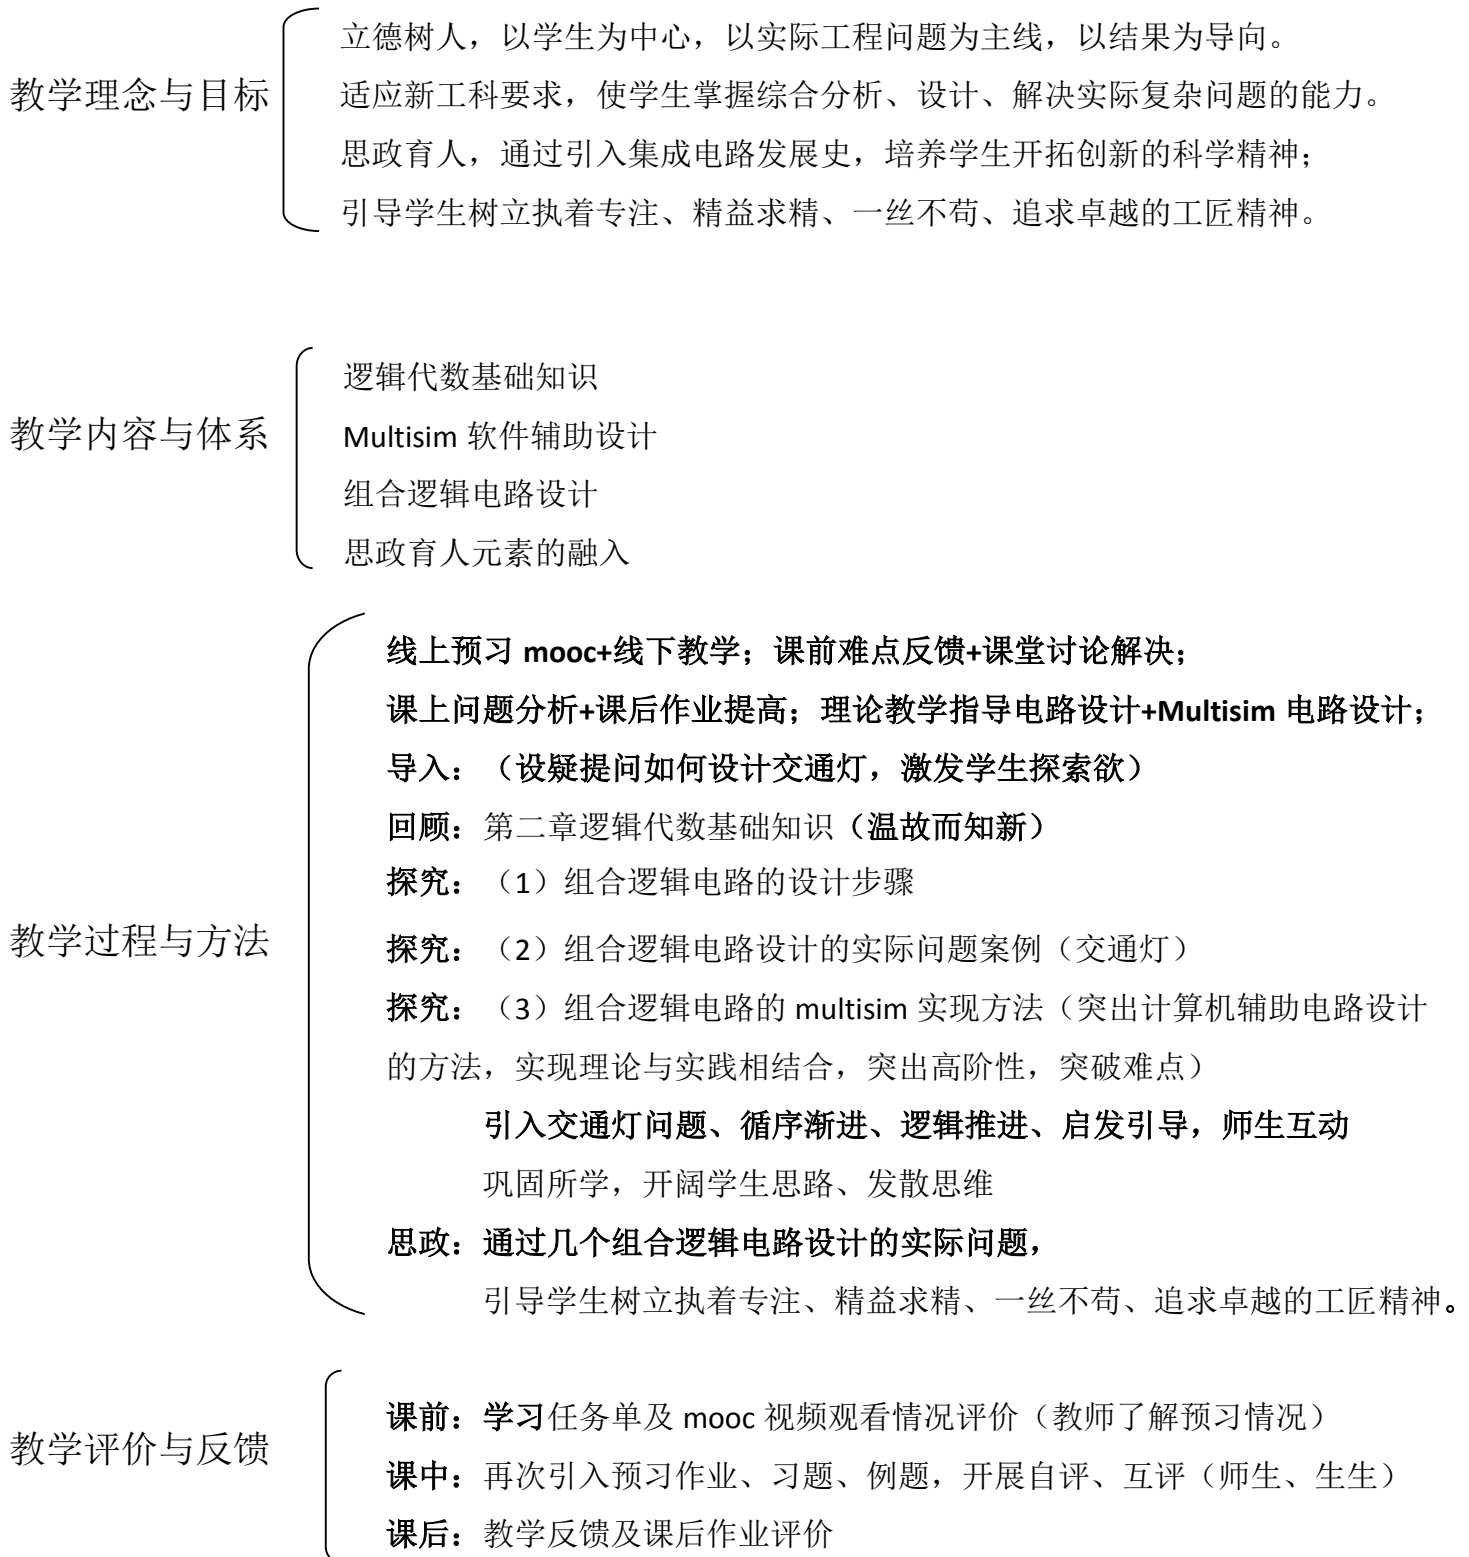 教学理念与目标
立德树人，以学生为中心，以实际工程问题为主线，以结果为导向。
适应新工科要求，使学生掌握综合分析、设计、解决实际复杂问题的能力。
思政育人，通过引入集成电路发展史，培养学生开拓创新的科学精神；
引导学生树立执着专注、精益求精、一丝不苟、追求卓越的工匠精神。
教学内容与体系
逻辑代数基础知识
Multisim 软件辅助设计
组合逻辑电路设计
思政育人元素的融入
教学过程与方法
线上预习 mooc+线下教学；课前难点反馈+课堂讨论解决；
课上问题分析+课后作业提高；理论教学指导电路设计+Multisim 电路设计；
导入：（设疑提问如何设计交通灯，激发学生探索欲）
回顾：第二章逻辑代数基础知识（温故而知新）
探究：（1）组合逻辑电路的设计步骤
探究：（2）组合逻辑电路设计的实际问题案例（交通灯）
探究：（3）组合逻辑电路的 multisim 实现方法（突出计算机辅助电路设计
的方法，实现理论与实践相结合，突出高阶性，突破难点）
引入交通灯问题、循序渐进、逻辑推进、启发引导，师生互动
巩固所学，开阔学生思路、发散思维
思政：通过几个组合逻辑电路设计的实际问题，
引导学生树立执着专注、精益求精、一丝不苟、追求卓越的工匠精神。
教学评价与反馈
课前：学习任务单及 mooc 视频观看情况评价（教师了解预习情况）
课中：再次引入预习作业、习题、例题，开展自评、互评（师生、生生）
课后：教学反馈及课后作业评价